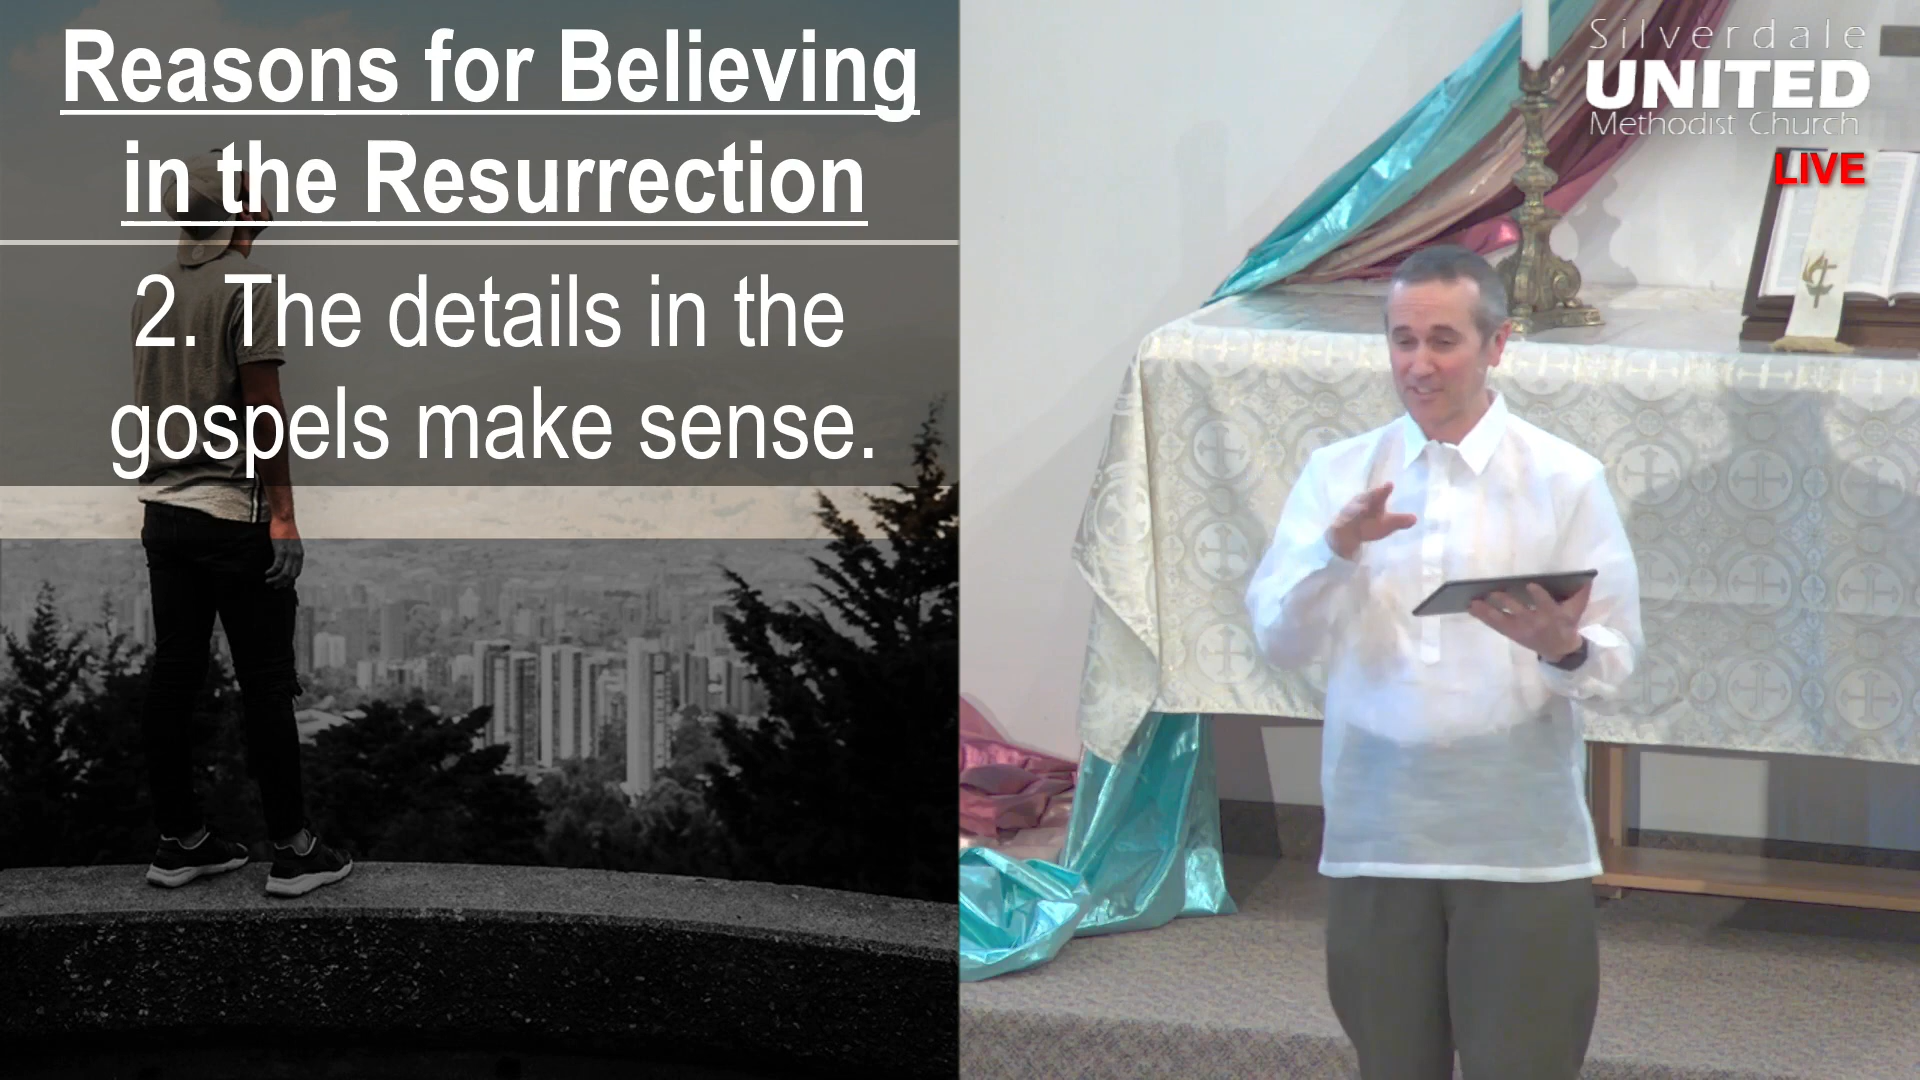 Reasons for Believing
in the Resurrection
2. The details in the
gospels make sense.
Silverdale
UNITED
Methodist Church
LIVE